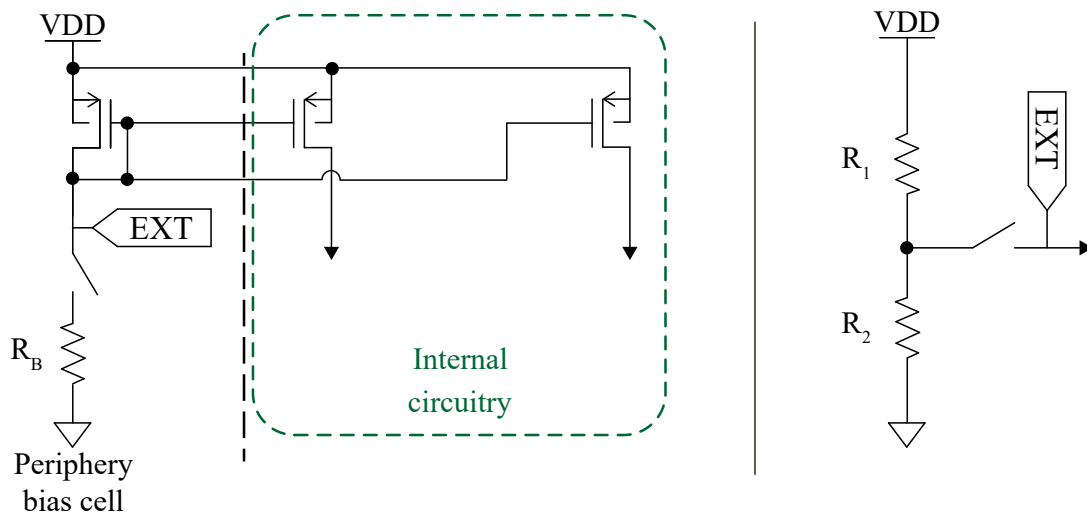 VDD
EXT
R_B
Periphery
bias cell
Internal
circuitry
VDD
R_1
EXT
R_2